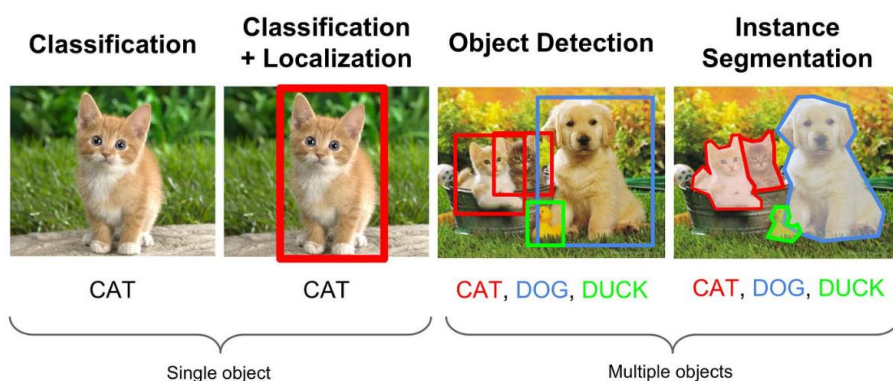 Classification
Classification
+ Localization
Object Detection
Instance
Segmentation
CAT
CAT
CAT, DOG, DUCK
CAT, DOG, DUCK
Single object
Multiple objects